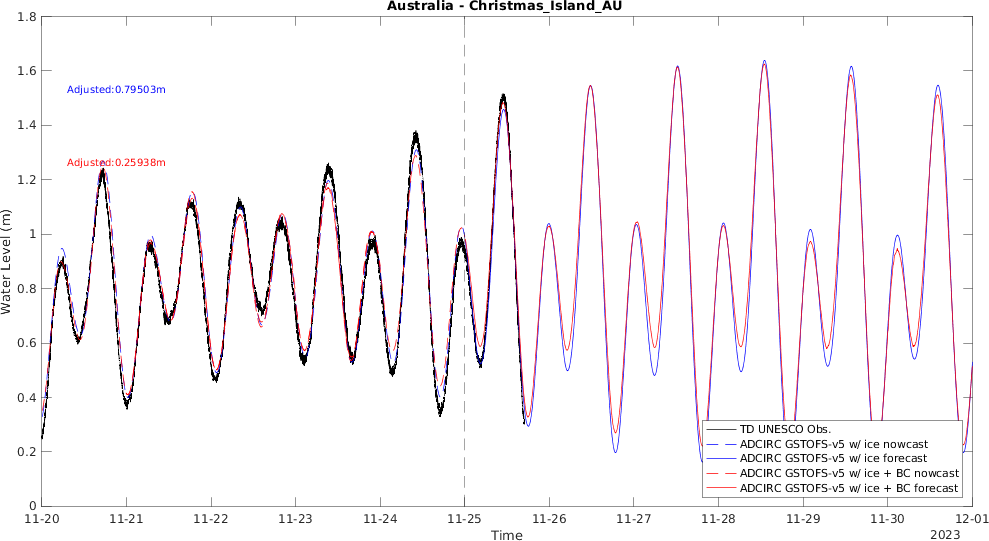 Australia - Christmas_Island_AU
1.8
1.6
1.4
1.2
1
0.8
0.6
0.4
0.2
0
Water Level (m)
Adjusted:0.79503m
Adjusted:0.25938m
TD UNESCO Obs.
ADCIRC GSTOFS-v5 w/ ice nowcast
ADCIRC GSTOFS-v5 w/ ice forecast
ADCIRC GSTOFS-v5 w/ ice + BC nowcast
ADCIRC GSTOFS-v5 w/ ice + BC forecast
11-20 11-21 11-22 11-23 11-24 11-25 11-26 11-27 11-28 11-29 11-30 12-01
Time
2023